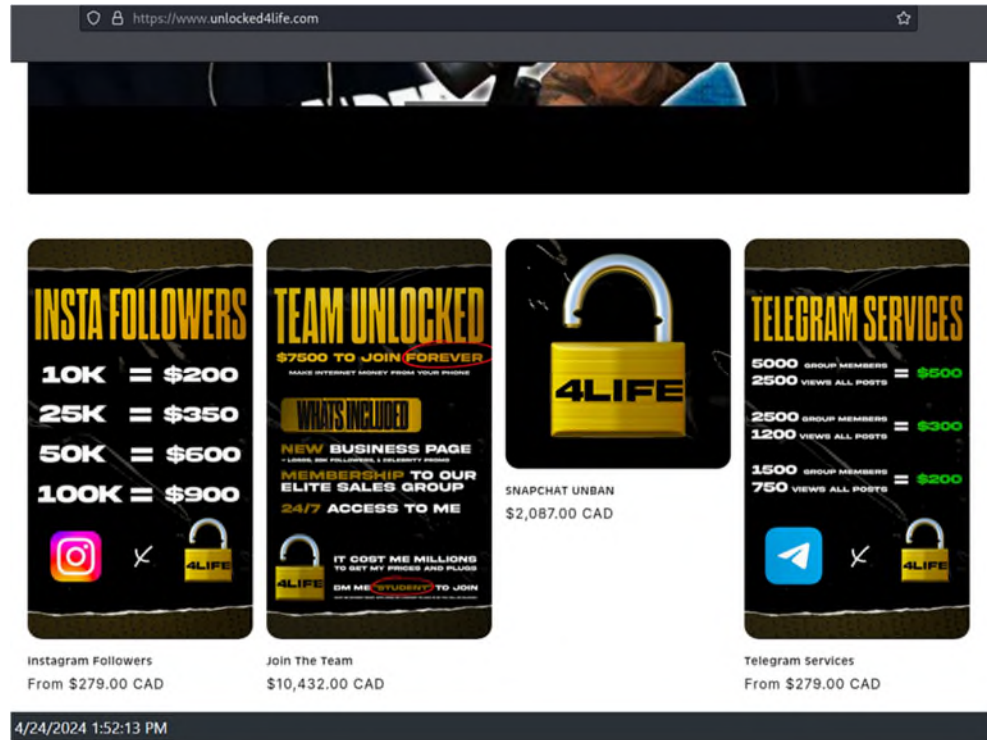 https://www.unlocked4life.com
INSTA FOLLOWERS
10K = $200
25K = $350
50K = $600
100K = $900
4LIFE
Instagram Followers
From $279.00 CAD
TEAM UNLOCKED
$7500 TO JOIN FOREVER
MAKE INTERNET MONEY FROM YOUR PHONE
WHATS INCLUDED
NEW BUSINESS PAGE
MEMBERSHIP TO OUR
ELITE SALES GROUP
24/7 ACCESS TO ME
IT COST ME MILLIONS
TO GET MY PRICES AND PLUGS
DM ME "STUDENT" TO JOIN
4LIFE
Join The Team
$10,432.00 CAD
4LIFE
SNAPCHAT UNBAN
$2,087.00 CAD
TELEGRAM SERVICES
5000 GROUP MEMBERS
2500 VIEWS ALL POSTS = $500
2500 GROUP MEMBERS
1200 VIEWS ALL POSTS = $300
1500 GROUP MEMBERS
750 VIEWS ALL POSTS = $200
4LIFE
Telegram Services
From $279.00 CAD
4/24/2024 1:52:13 PM